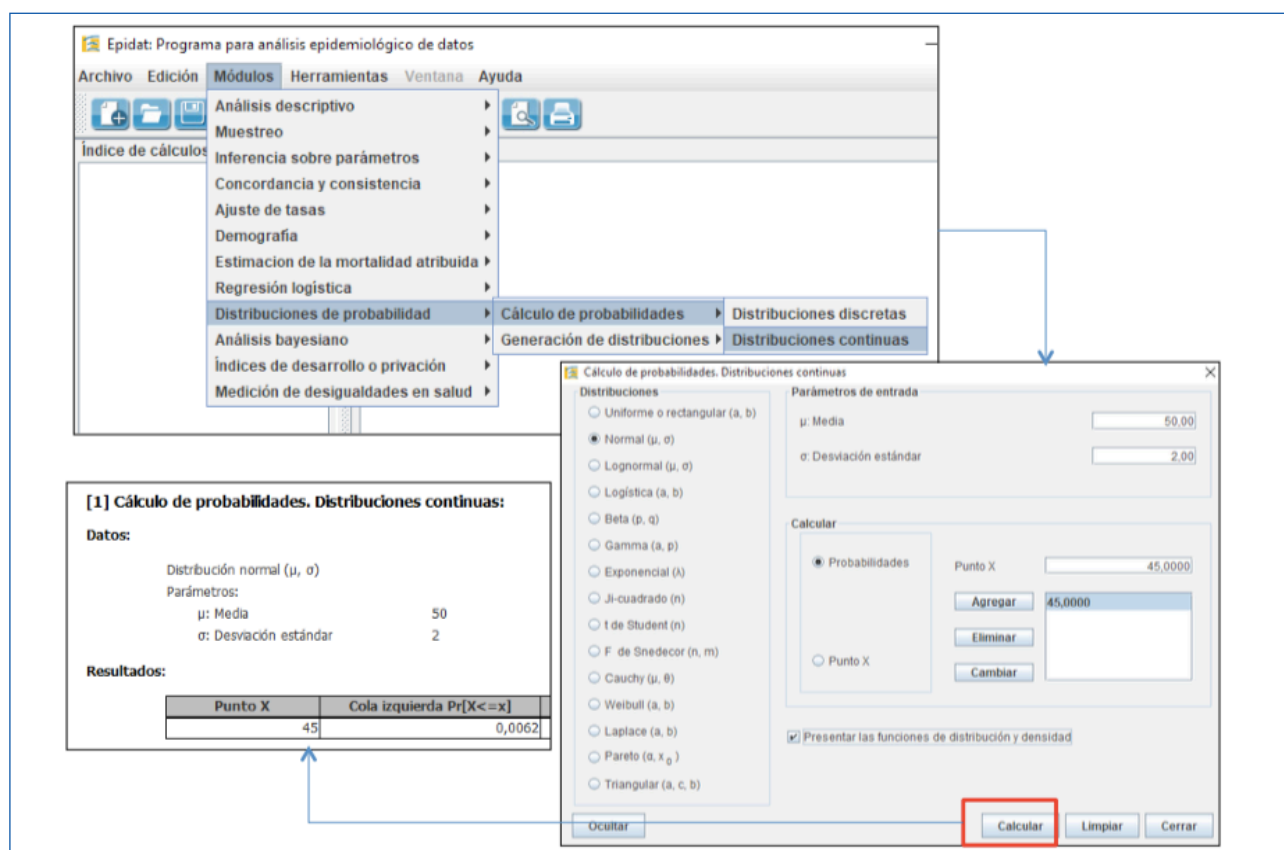 Epidat: Programa para análisis epidemiológico de datos
Archivo Edición Módulos Herramientas Ventana Ayuda
Índice de cálculos
Análisis descriptivo
Muestreo
Inferencia sobre parámetros
Concordancia y consistencia
Ajuste de tasas
Demografía
Estimacion de la mortalidad atribuida
Regresión logística
Distribuciones de probabilidad
Análisis bayesiano
Índices de desarrollo o privación
Medición de desigualdades en salud
Cálculo de probabilidades
Generación de distribuciones
Distribuciones discretas
Distribuciones continuas
Cálculo de probabilidades. Distribuciones continuas
Distribuciones
Uniforme o rectangular (a, b)
Normal (μ, σ)
Lognormal (μ, σ)
Logística (a, b)
Beta (p, q)
Gamma (a, p)
Exponencial (λ)
Ji-cuadrado (n)
t de Student (n)
F de Snedecor (n, m)
Cauchy (μ, θ)
Weibull (a, b)
Laplace (a, b)
Pareto (α, x 0 )
Triangular (a, c, b)
Parámetros de entrada
μ: Media 50,00
σ: Desviación estándar 2,00
Calcular
Probabilidades
Punto X
Punto X 45,0000
Agregar 45,0000
Eliminar
Cambiar
Presentar las funciones de distribución y densidad
Ocultar Calcular Limpiar Cerrar
[1] Cálculo de probabilidades. Distribuciones continuas:
Datos:
Distribución normal (μ, σ)
Parámetros:
μ: Media 50
σ: Desviación estándar 2
Resultados:
Punto X Cola izquierda Pr[X<=x]
45 0,0062